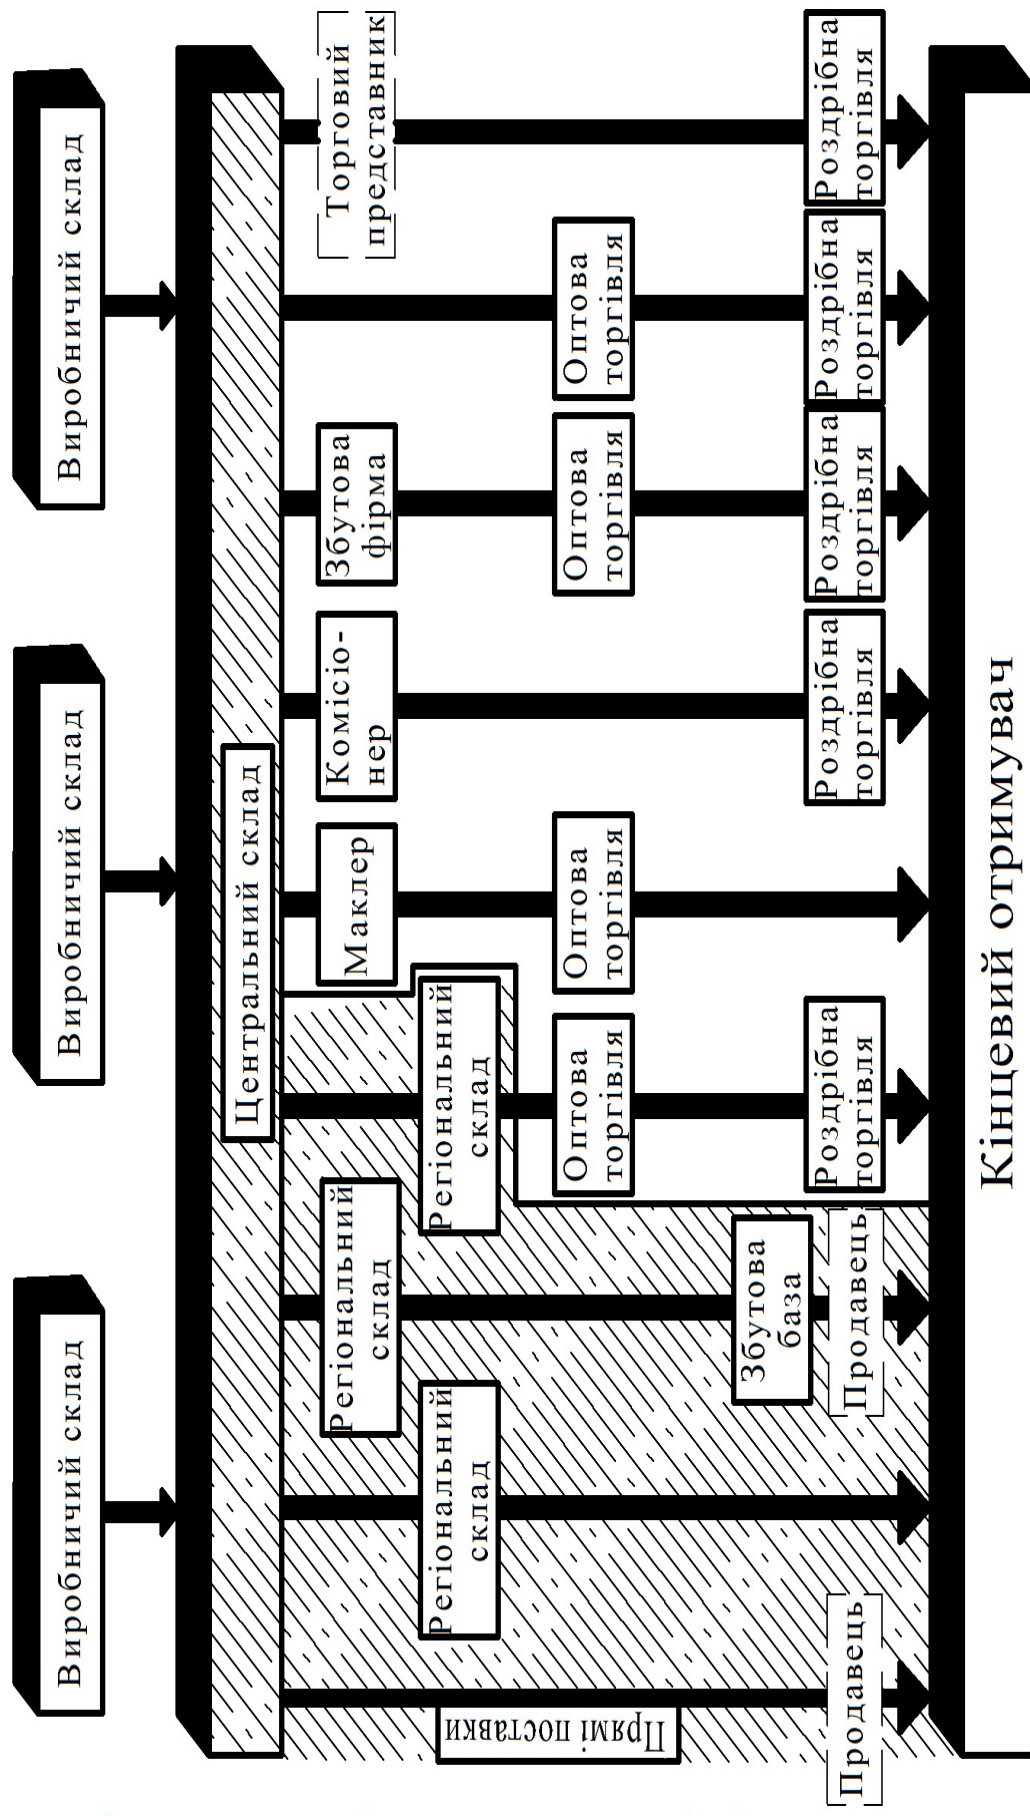 Виробничий склад
Виробничий склад
Виробничий склад
Центральний склад
Регіональний
склад
Маклер
Комісіо-
нер
Збутова
фірма
Торговий
представник
Прямі поставки
Регіональний
склад
Регіональний
склад
Оптова
торгівля
Оптова
торгівля
Оптова
торгівля
Оптова
торгівля
Збутова
база
Продавець
Продавець
Роздрібна
торгівля
Роздрібна
торгівля
Роздрібна
торгівля
Роздрібна
торгівля
Роздрібна
торгівля
Кінцевий отримувач